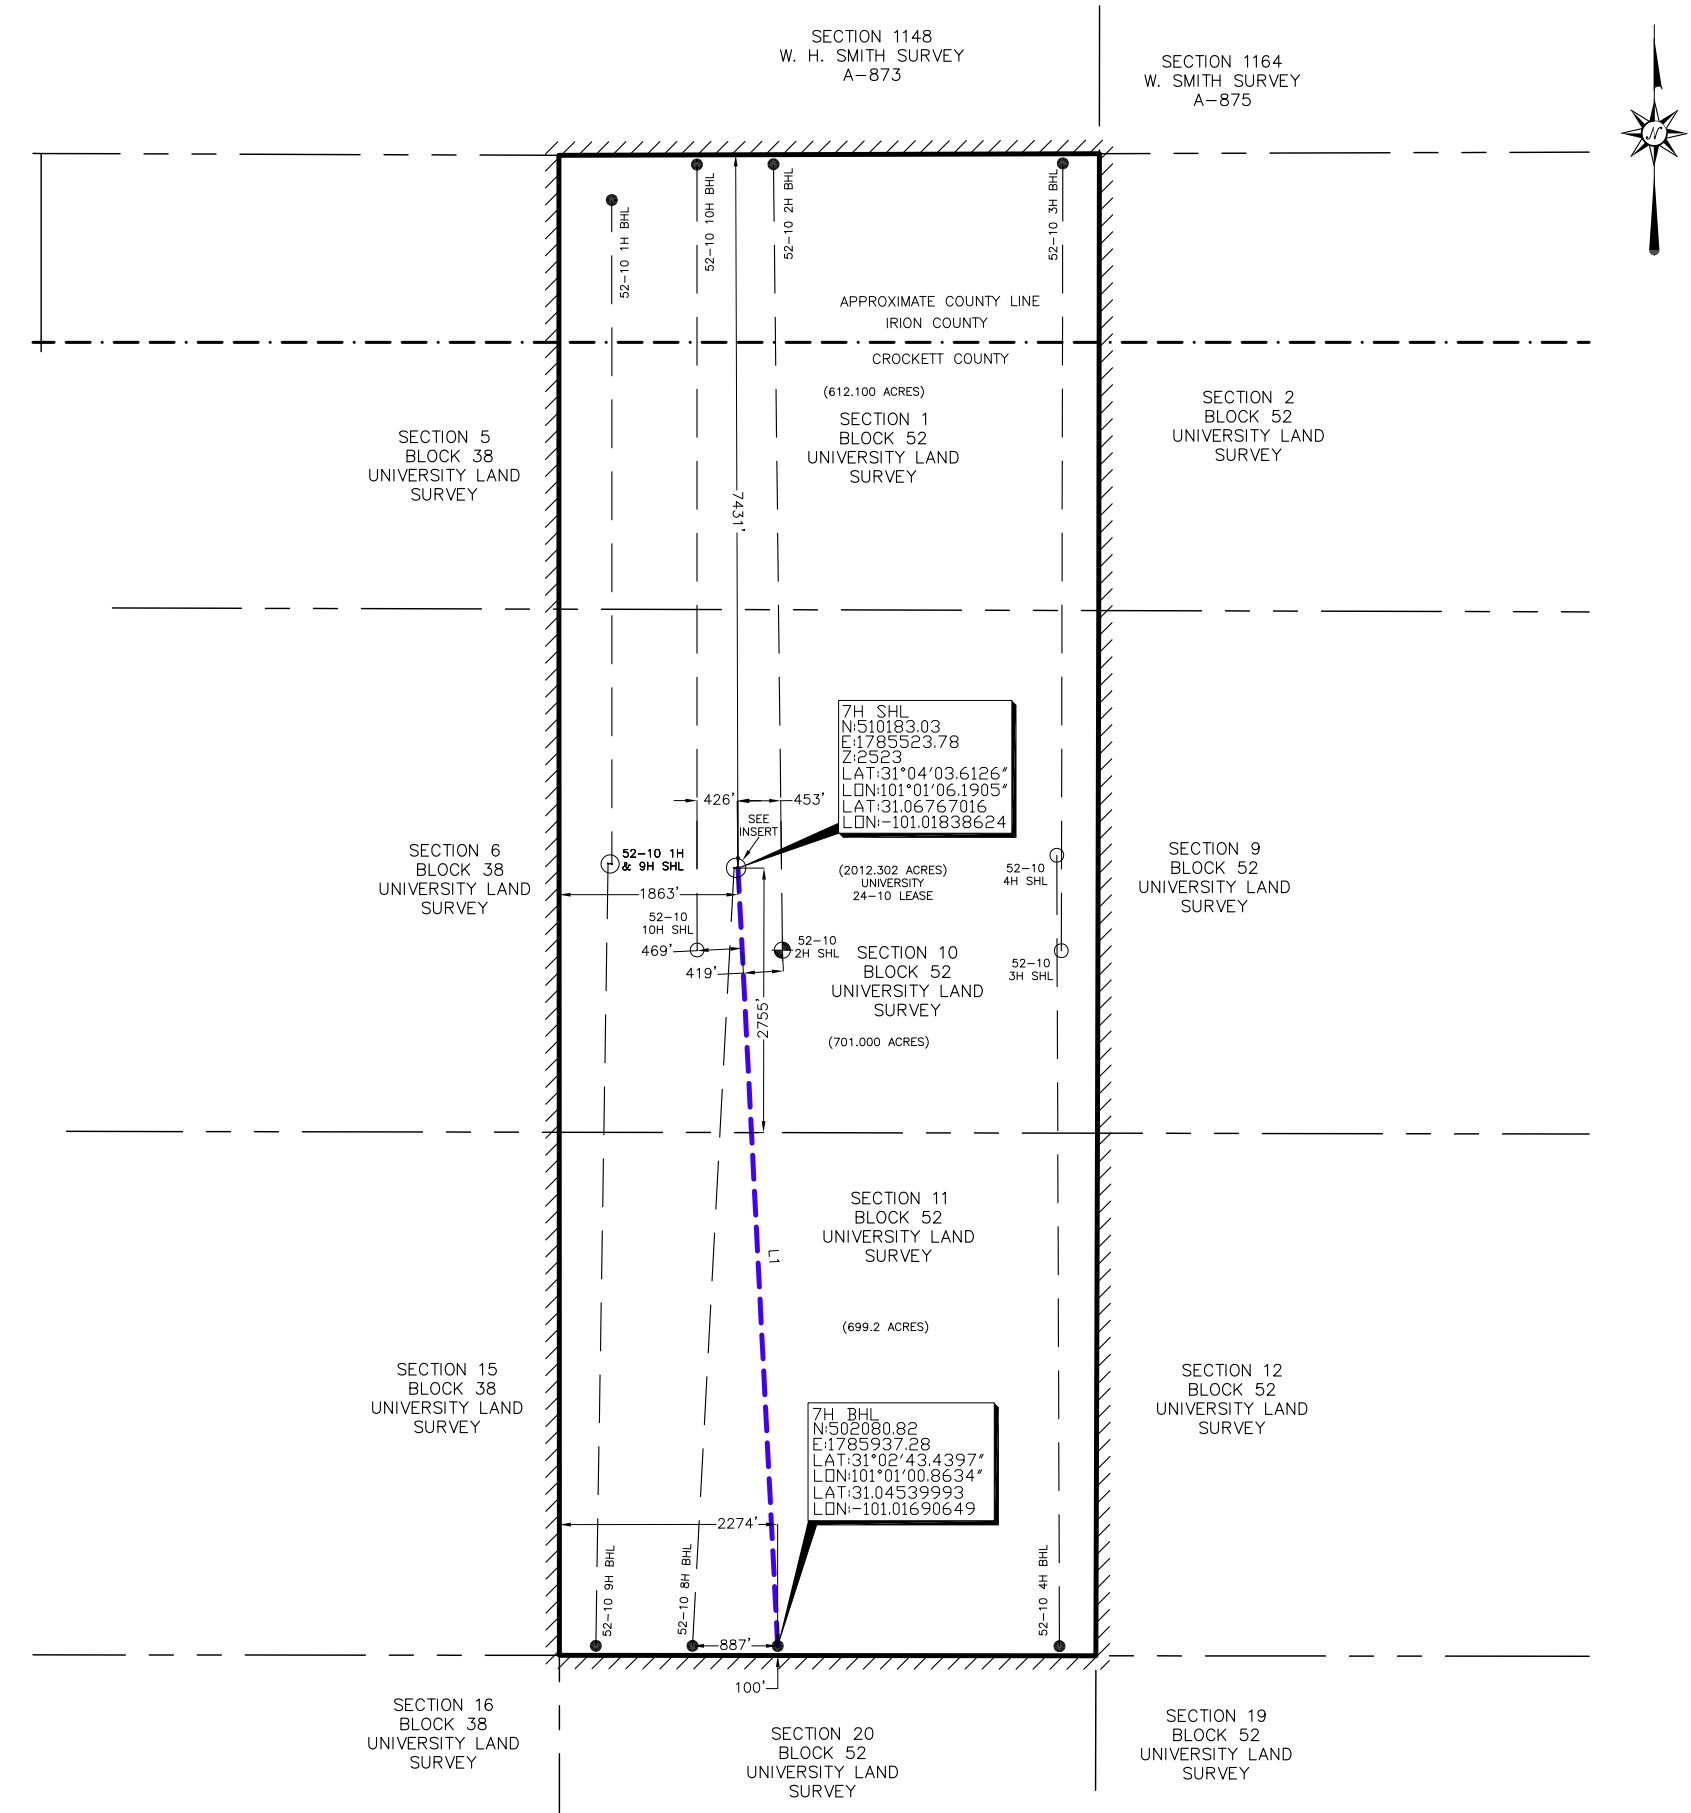 SECTION 1148
W. H. SMITH SURVEY
A-873
SECTION 1164
W. SMITH SURVEY
A-875
N
52-10 1H BHL
52-10 10H BHL
52-10 2H BHL
52-10 3H BHL
APPROXIMATE COUNTY LINE
IRION COUNTY
CROCKETT COUNTY
(612.100 ACRES)
SECTION 1
BLOCK 52
UNIVERSITY LAND
SURVEY
SECTION 5
BLOCK 38
UNIVERSITY LAND
SURVEY
SECTION 2
BLOCK 52
UNIVERSITY LAND
SURVEY
7431'
7H SHL
N:510183.03
E:1785523.78
Z:2523
LAT:31°04'03.6126"
LON:101°01'06.1905"
LAT:31.06767016
LON:-101.01838624
426'
453'
SEE
INSERT
52-10 1H
& 9H SHL
1863'
52-10
10H SHL
469'
419'
52-10
2H SHL
2755'
(2012.302 ACRES)
UNIVERSITY
24-10 LEASE
52-10
4H SHL
52-10
3H SHL
SECTION 6
BLOCK 38
UNIVERSITY LAND
SURVEY
SECTION 10
BLOCK 52
UNIVERSITY LAND
SURVEY
(701.000 ACRES)
SECTION 9
BLOCK 52
UNIVERSITY LAND
SURVEY
SECTION 11
BLOCK 52
UNIVERSITY LAND
SURVEY
L1
(699.2 ACRES)
SECTION 15
BLOCK 38
UNIVERSITY LAND
SURVEY
SECTION 12
BLOCK 52
UNIVERSITY LAND
SURVEY
7H BHL
N:502080.82
E:1785937.28
LAT:31°02'43.4397"
LON:101°01'00.8634"
LAT:31.04539993
LON:-101.01690649
2274'
52-10 9H BHL
52-10 8H BHL
52-10 4H BHL
887'
100'
SECTION 16
BLOCK 38
UNIVERSITY LAND
SURVEY
SECTION 20
BLOCK 52
UNIVERSITY LAND
SURVEY
SECTION 19
BLOCK 52
UNIVERSITY LAND
SURVEY